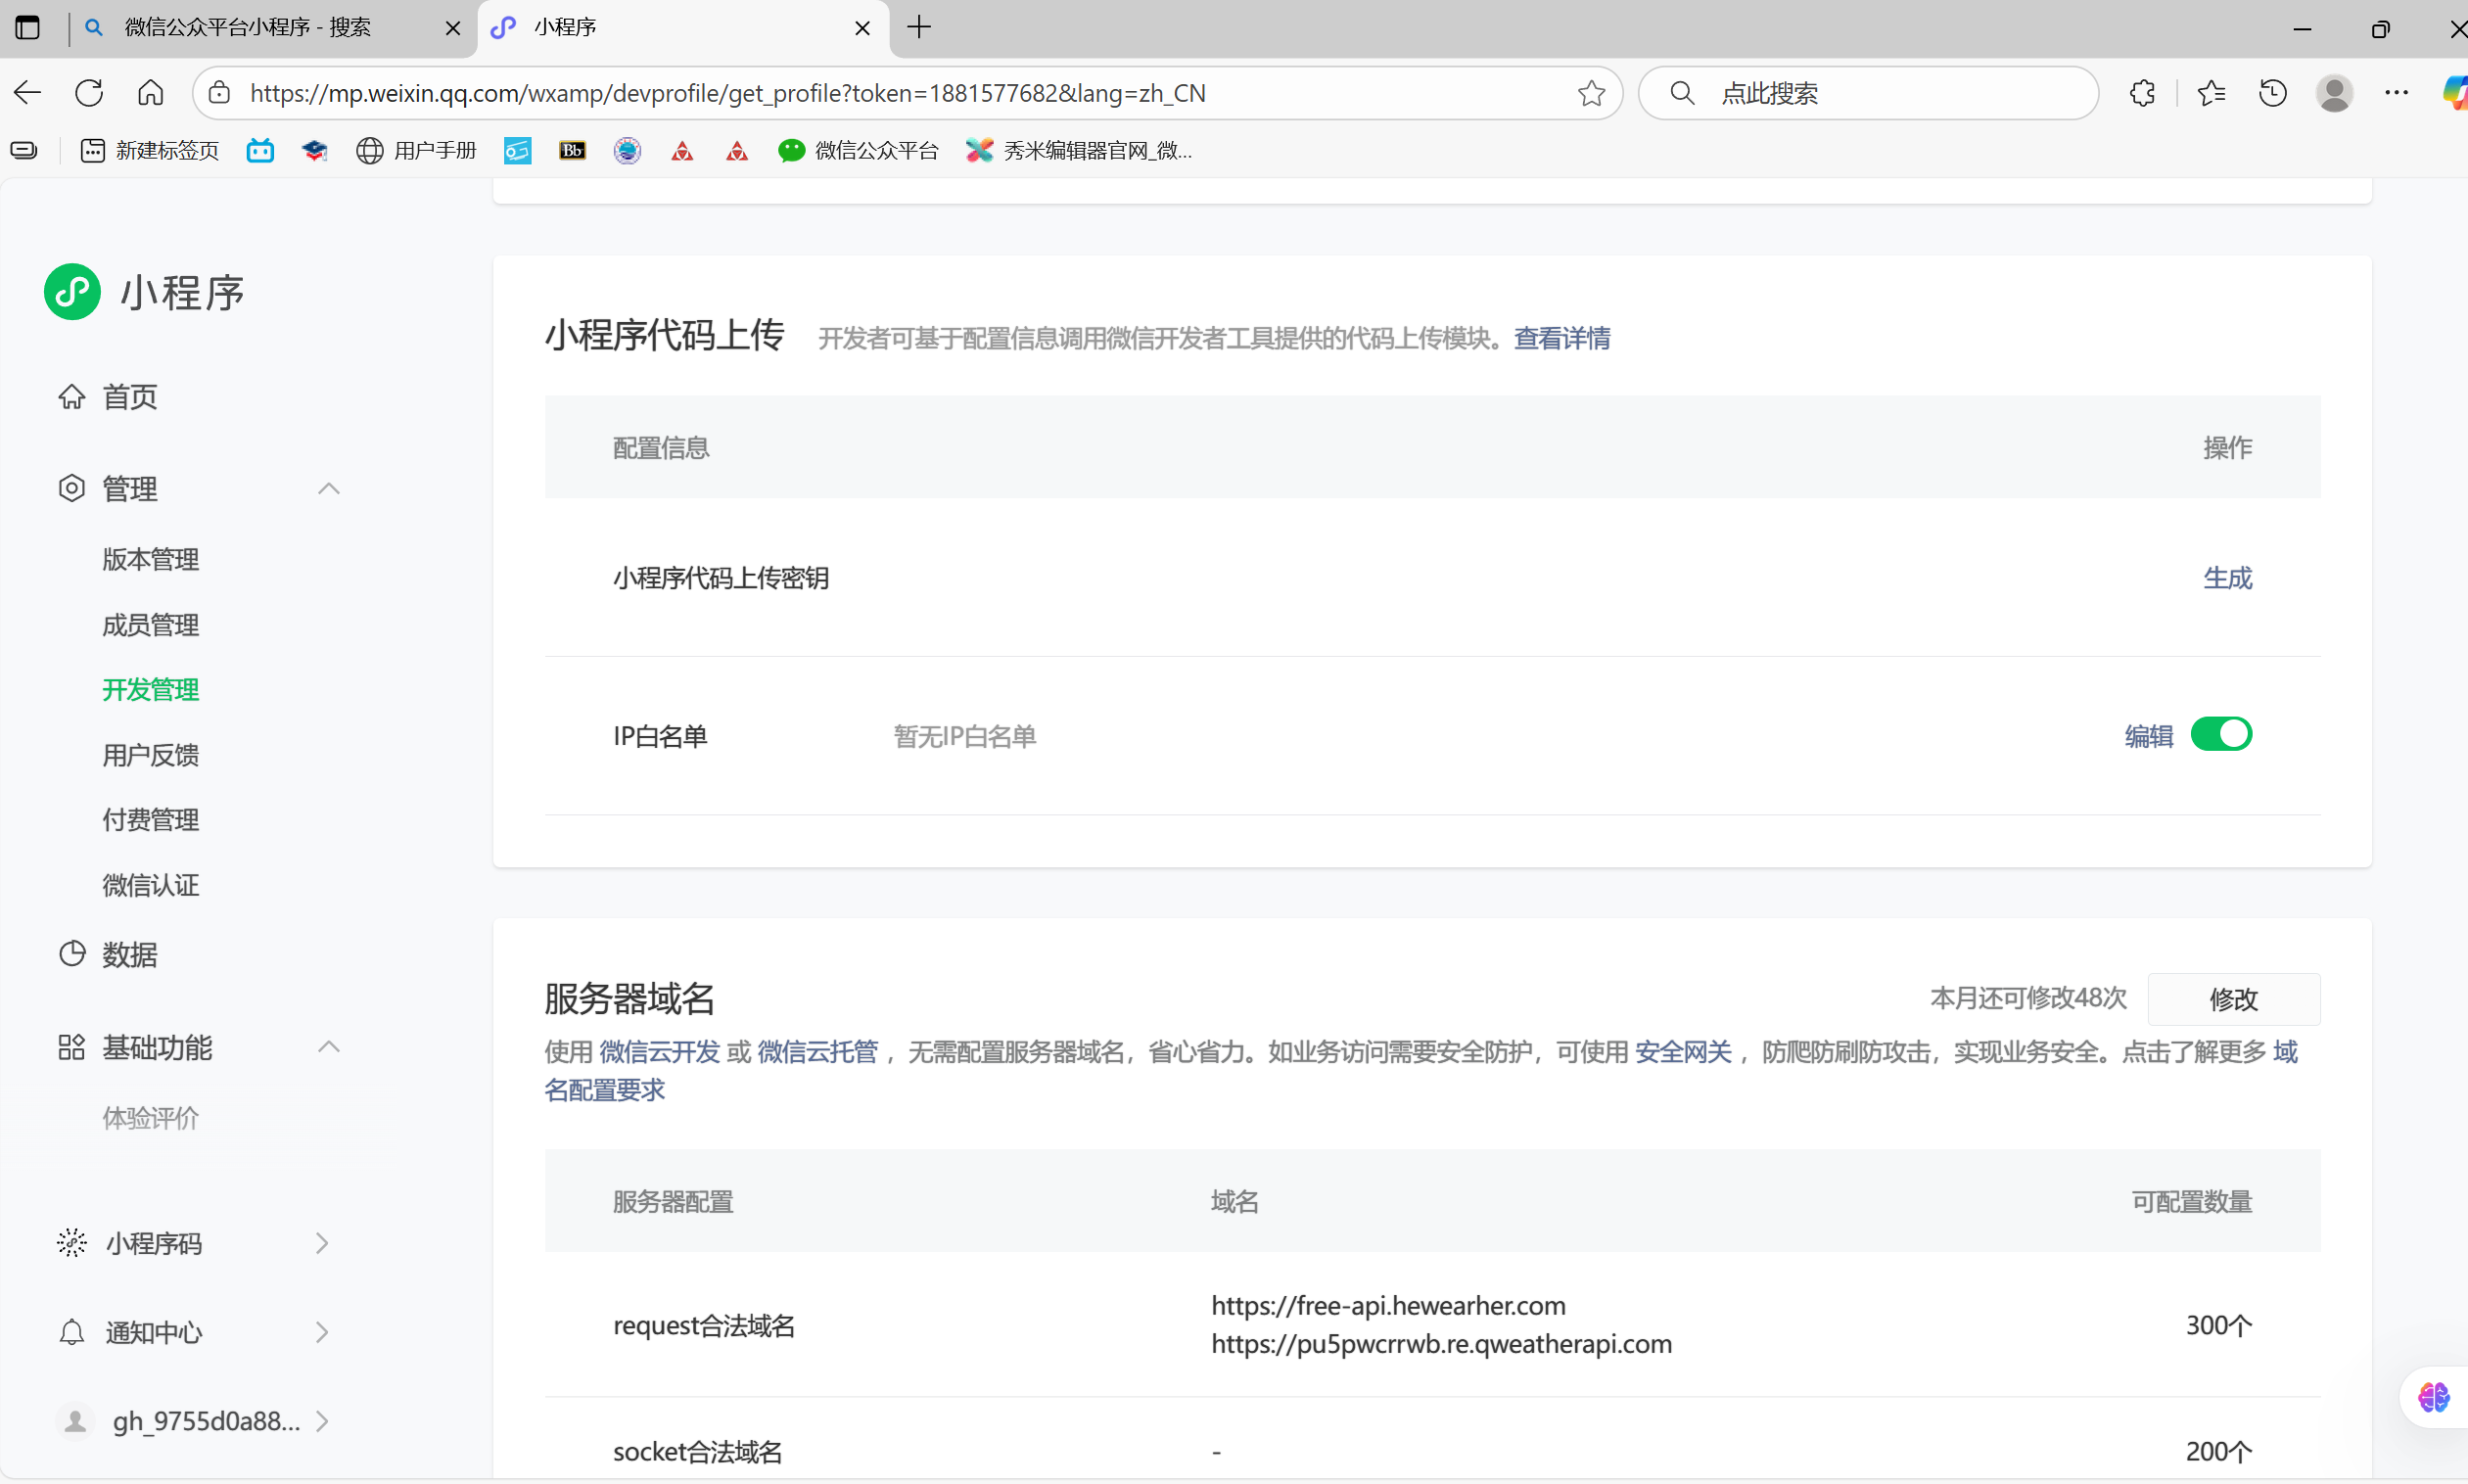 微信公众平台小程序 - 搜索
小程序
https://mp.weixin.qq.com/wxamp/devprofile/get_profile?token=1881577682&lang=zh_CN
点此搜索
新建标签页
用户手册
Bb
微信公众平台
秀米编辑器官网_微...
小程序
首页
管理
版本管理
成员管理
开发管理
用户反馈
付费管理
微信认证
数据
基础功能
体验评价
小程序码
通知中心
gh_9755d0a88...
小程序代码上传 开发者可基于配置信息调用微信开发者工具提供的代码上传模块。查看详情
配置信息 操作
小程序代码上传密钥 生成
IP白名单 暂无IP白名单 编辑
服务器域名 本月还可修改48次 修改
使用 微信云开发 或 微信云托管 ，无需配置服务器域名，省心省力。如业务访问需要安全防护，可使用 安全网关 ，防爬防刷防攻击，实现业务安全。点击了解更多 域
名配置要求
服务器配置 域名 可配置数量
request合法域名 https://free-api.hewearher.com 300个
https://pu5pwcrrwb.re.qweatherapi.com
socket合法域名 - 200个